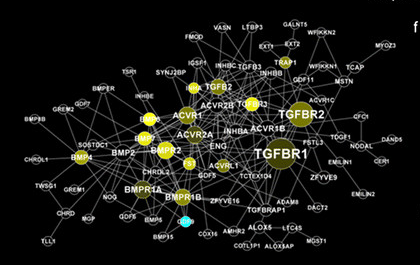 f
VASN
LTBP3
GALNT5
FMOD
WFIKKN2
EXT1
EXT2
MYOZ3
IGSF1
INHBC
TGFB3
TRAP1
WFIKKN1
TCAP
TSR1
SYNJ2BP
INHBB
GDF11
MSTN
BMPER
INHBE
TGFB2
GREM2
GDF7
ACVR2B
TGFBR3
ACVR1C
BMP8B
ACVR1
TGFBR2
CFC1
ACVR2A
INHBA
ACVR1B
TDGF1
DAND5
SOSTDC1
ENG
FSTL3
NODAL
CHRDL1
BMP4
BMP2
BMPR2
TGFBR1
EMILIN1
CER1
FST
ACVRL1
CHRDL2
GDF5
TCTEX1D4
ZFYVE9
TWSG1
GREM1
BMPR1A
BMPR1B
EMILIN2
NOG
ZFYVE16
ADAM8
CHRD
MGP
GDF6
BMP5
TGFBRAP1
DACT2
TLL1
BMP15
COX16
AMHR2
ALOX5
LTC4S
COTL1P1
ALOX5AP
MGST1